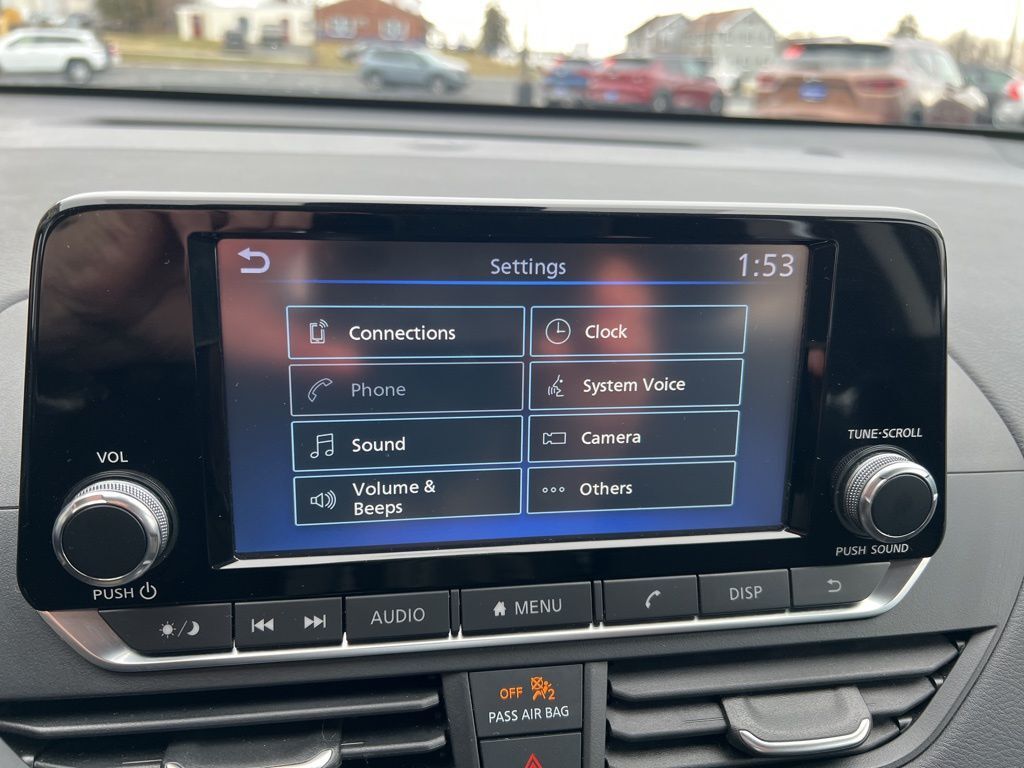 Settings
1:53
Connections
Clock
Phone
System Voice
Sound
Camera
Volume &
Beeps
Others
VOL
TUNE·SCROLL
PUSH
PUSH SOUND
AUDIO
MENU
DISP
OFF
2
PASS AIR BAG